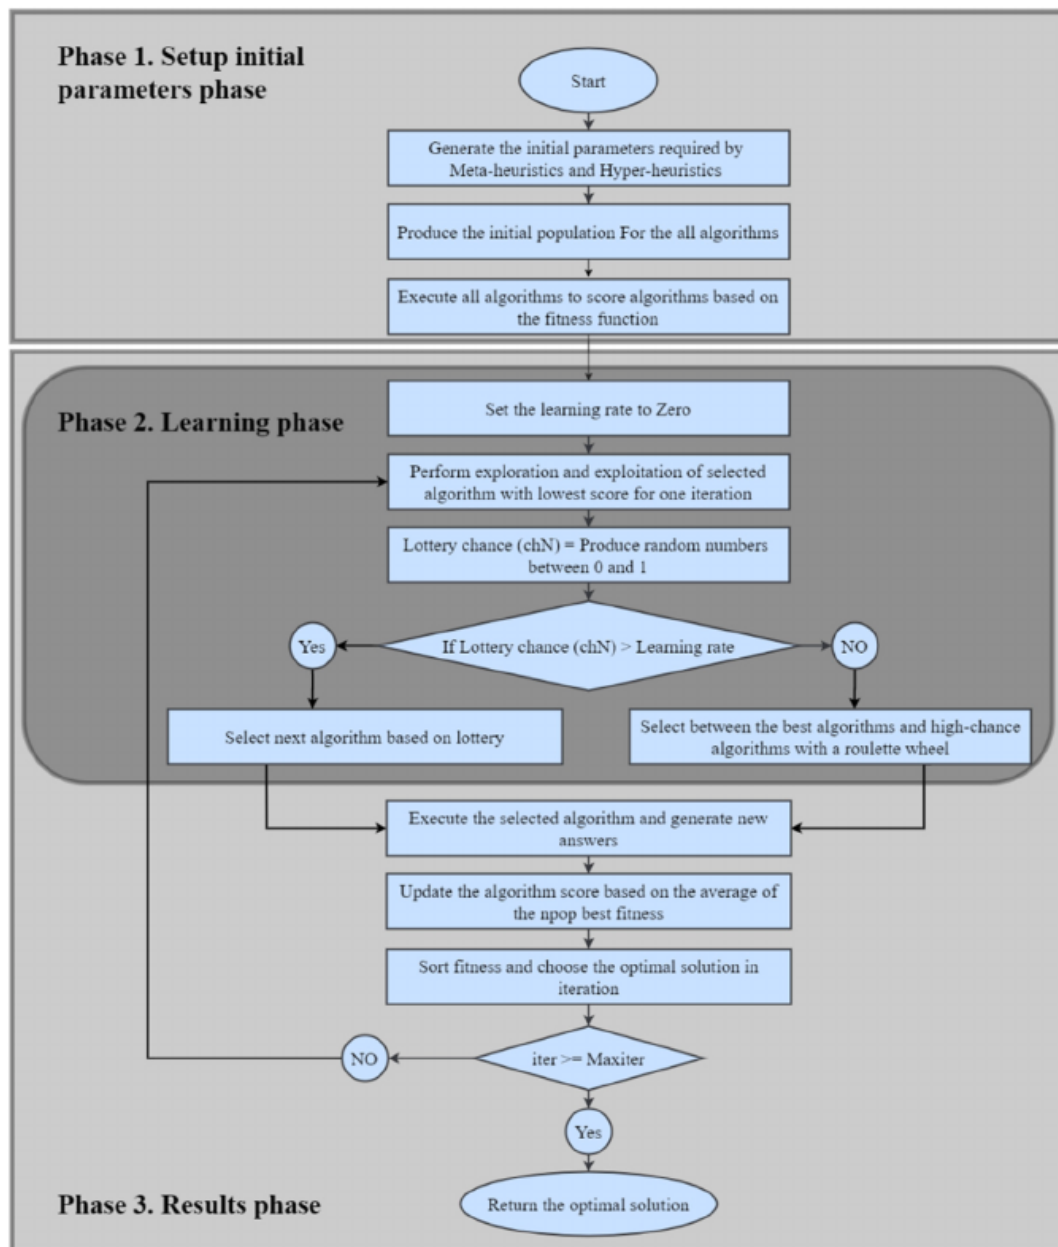 Phase 1. Setup initial
parameters phase
Start
Generate the initial parameters required by
Meta-heuristics and Hyper-heuristics
Produce the initial population For the all algorithms
Execute all algorithms to score algorithms based on
the fitness function
Phase 2. Learning phase
Set the learning rate to Zero
Perform exploration and exploitation of selected
algorithm with lowest score for one iteration
Lottery chance (chN) = Produce random numbers
between 0 and 1
If Lottery chance (chN) > Learning rate
Yes
NO
Select next algorithm based on lottery
Select between the best algorithms and high-chance
algorithms with a roulette wheel
Execute the selected algorithm and generate new
answers
Update the algorithm score based on the average of
the npop best fitness
Sort fitness and choose the optimal solution in
iteration
iter >= Maxiter
NO
Yes
Return the optimal solution
Phase 3. Results phase